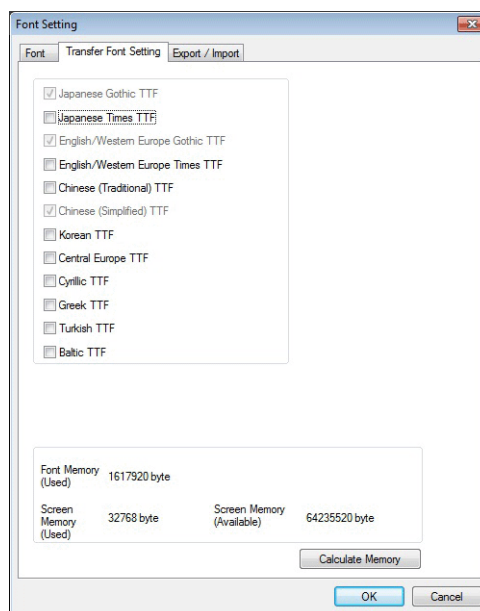 Font Setting
Font
Transfer Font Setting
Export / Import
Japanese Gothic TTF
Japanese Times TTF
English/Western Europe Gothic TTF
English/Western Europe Times TTF
Chinese (Traditional) TTF
Chinese (Simplified) TTF
Korean TTF
Central Europe TTF
Cyrillic TTF
Greek TTF
Turkish TTF
Baltic TTF
Font Memory
(Used)
1617920 byte
Screen
Memory
(Used)
32768 byte
Screen Memory
(Available)
64235520 byte
Calculate Memory
OK
Cancel